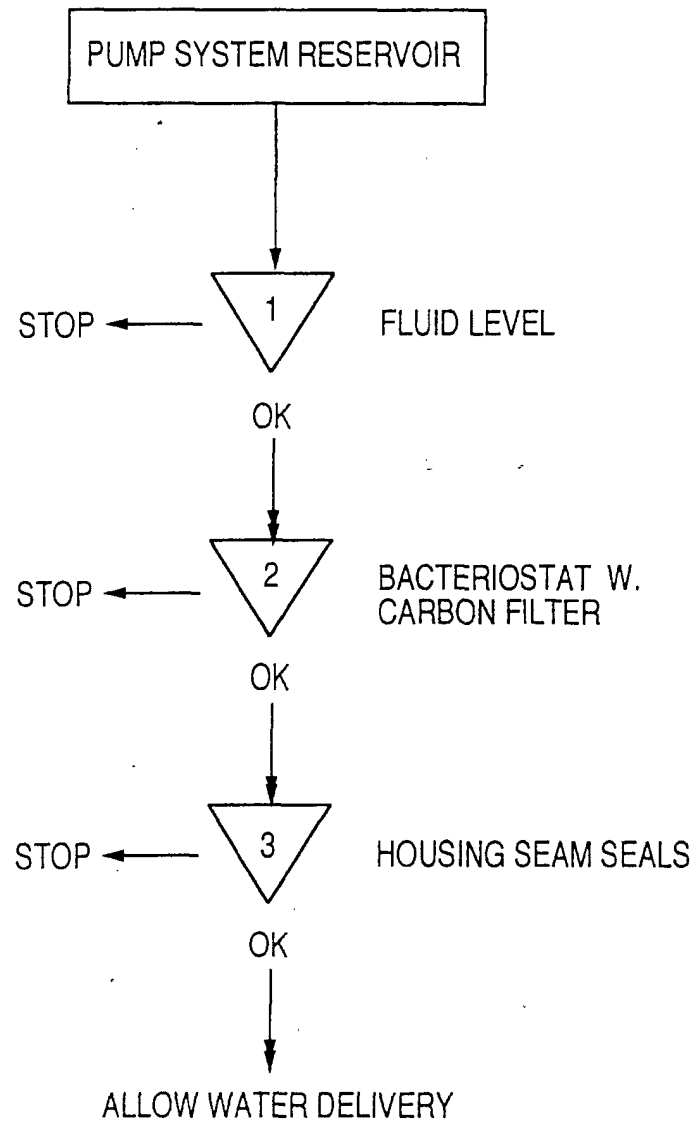 PUMP SYSTEM RESERVOIR
1
STOP
FLUID LEVEL
OK
2
STOP
BACTERIOSTAT W.
CARBON FILTER
OK
3
STOP
HOUSING SEAM SEALS
OK
ALLOW WATER DELIVERY